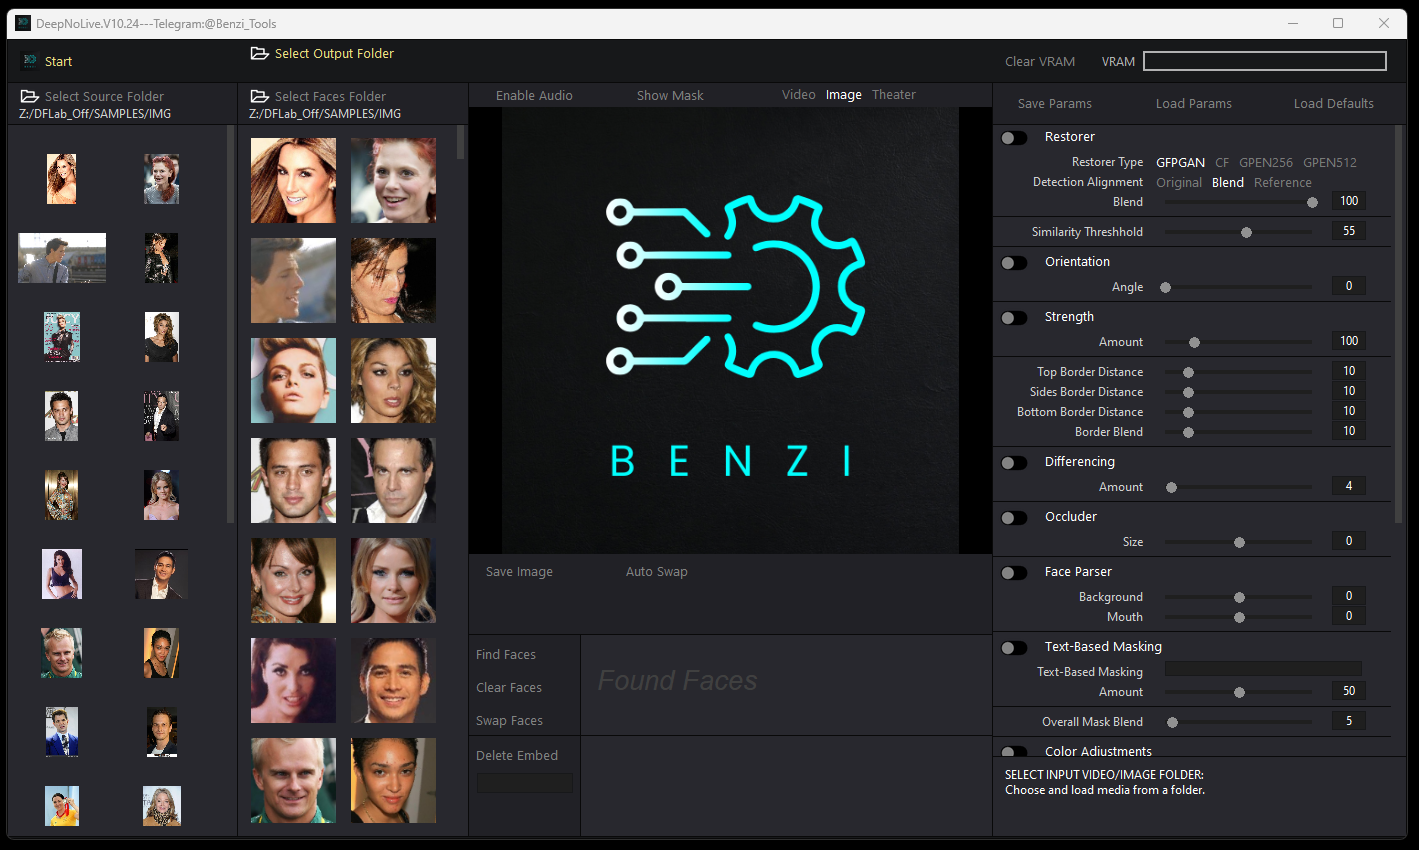 DeepNoLive.V10.24---Telegram:@Benzi_Tools
Start
Select Output Folder
Clear VRAM
VRAM
Select Source Folder
Z:/DFLab_Off/SAMPLES/IMG
Select Faces Folder
Z:/DFLab_Off/SAMPLES/IMG
Enable Audio
Show Mask
Video Image Theater
BENZI
Save Image
Auto Swap
Find Faces
Clear Faces
Swap Faces
Found Faces
Delete Embed
Save Params
Load Params
Load Defaults
Restorer
Restorer Type GFPGAN CF GPEN256 GPEN512
Detection Alignment Original Blend Reference
Blend 100
Similarity Threshhold 55
Orientation
Angle 0
Strength
Amount 100
Top Border Distance 10
Sides Border Distance 10
Bottom Border Distance 10
Border Blend 10
Differencing
Amount 4
Occluder
Size 0
Face Parser
Background 0
Mouth 0
Text-Based Masking
Text-Based Masking
Amount 50
Overall Mask Blend 5
Color Adjustments
SELECT INPUT VIDEO/IMAGE FOLDER:
Choose and load media from a folder.